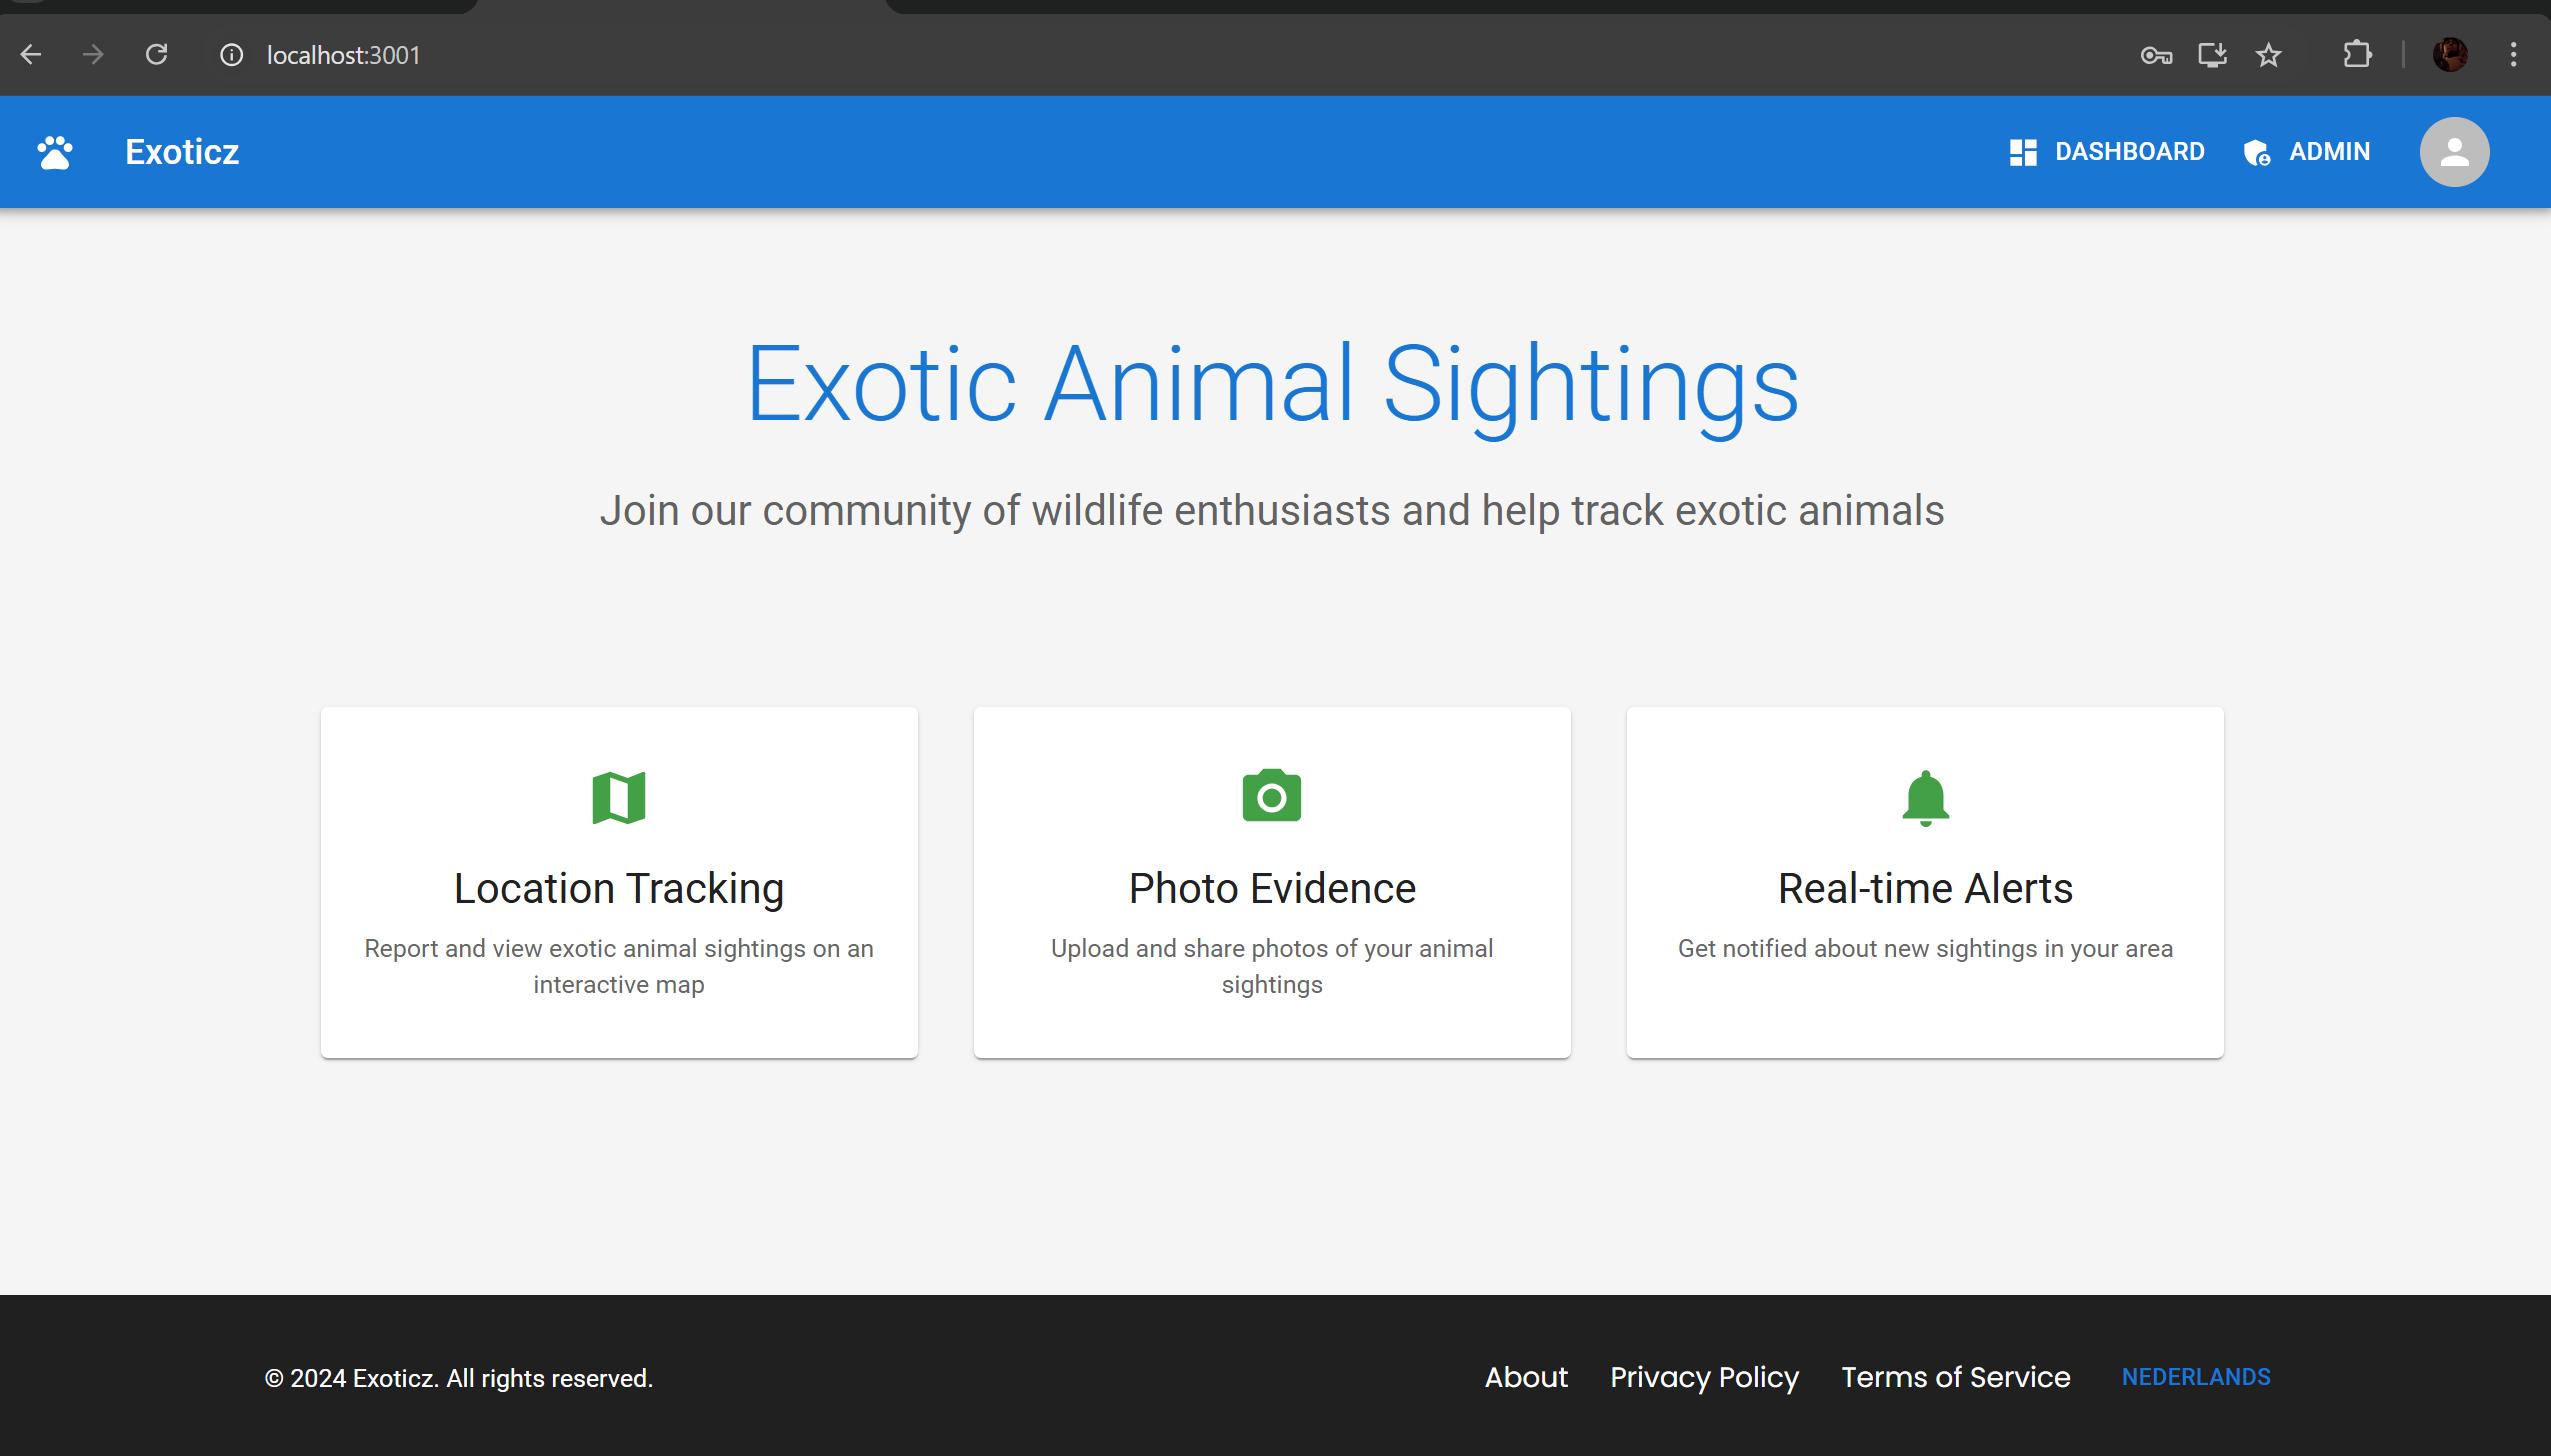 localhost:3001
Exoticz
DASHBOARD
ADMIN
Exotic Animal Sightings
Join our community of wildlife enthusiasts and help track exotic animals
Location Tracking
Report and view exotic animal sightings on an
interactive map
Photo Evidence
Upload and share photos of your animal
sightings
Real-time Alerts
Get notified about new sightings in your area
© 2024 Exoticz. All rights reserved.
About
Privacy Policy
Terms of Service
NEDERLANDS